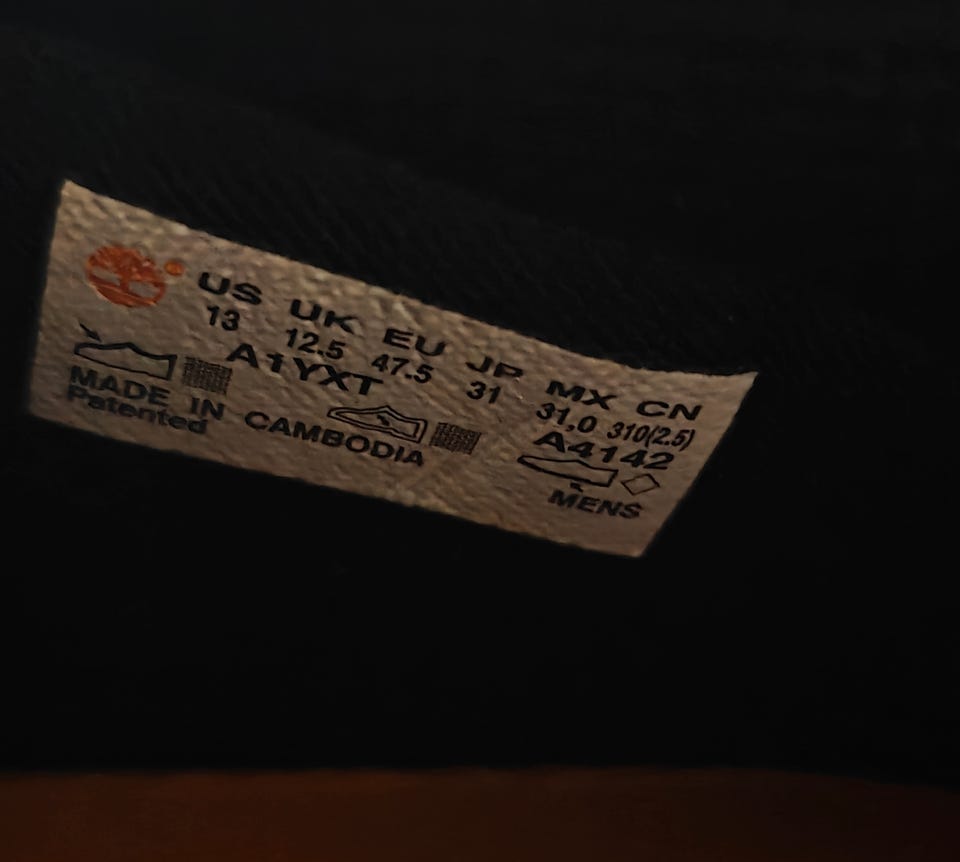 US UK EU JP MX CN
13 12.5 47.5 31 31,0 310(2.5)
A1YXT A4142
MADE IN CAMBODIA
Patented MENS